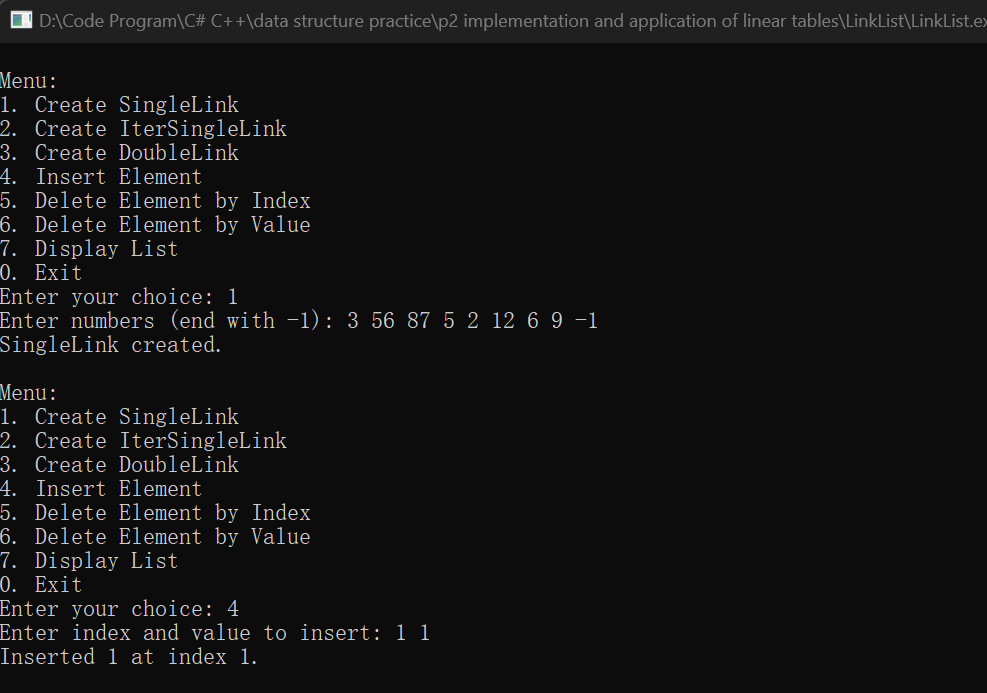 D:\Code Program\C# C++\data structure practice\p2 implementation and application of linear tables\LinkList\LinkList.ex
Menu:
1. Create SingleLink
2. Create IterSingleLink
3. Create DoubleLink
4. Insert Element
5. Delete Element by Index
6. Delete Element by Value
7. Display List
0. Exit
Enter your choice: 1
Enter numbers (end with -1): 3 56 87 5 2 12 6 9 -1
SingleLink created.
Menu:
1. Create SingleLink
2. Create IterSingleLink
3. Create DoubleLink
4. Insert Element
5. Delete Element by Index
6. Delete Element by Value
7. Display List
0. Exit
Enter your choice: 4
Enter index and value to insert: 1 1
Inserted 1 at index 1.